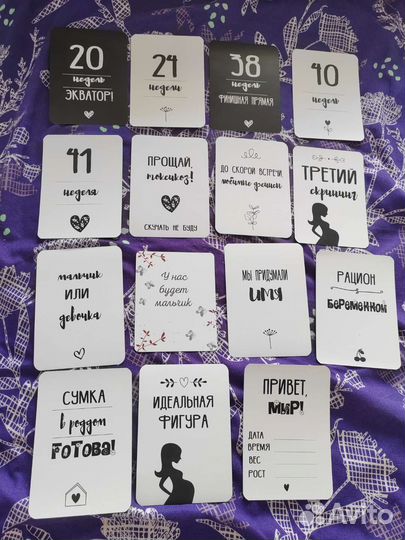 20
недель
ЭКВАТОР!
24
недели
38
недель
ФИНИШНАЯ ПРЯМАЯ
40
недель
41
неделя
ПРОЩАЙ,
токсикоз!
СКУЧАТЬ НЕ БУДУ
ДО СКОРОЙ ВСТРЕЧИ,
любимые джинсы
ТРЕТИЙ
скрининг
мальчик
ИЛИ
девочка
У нас
будет
мальчик
МЫ ПРИДУМАЛИ
ИМЯ
РАЦИОН
БЕРЕМЕННОЙ
СУМКА
в роддом
ГОТОВА!
ИДЕАЛЬНАЯ
ФИГУРА
ПРИВЕТ,
МИР!
ДАТА
ВРЕМЯ
ВЕС
РОСТ
Avito